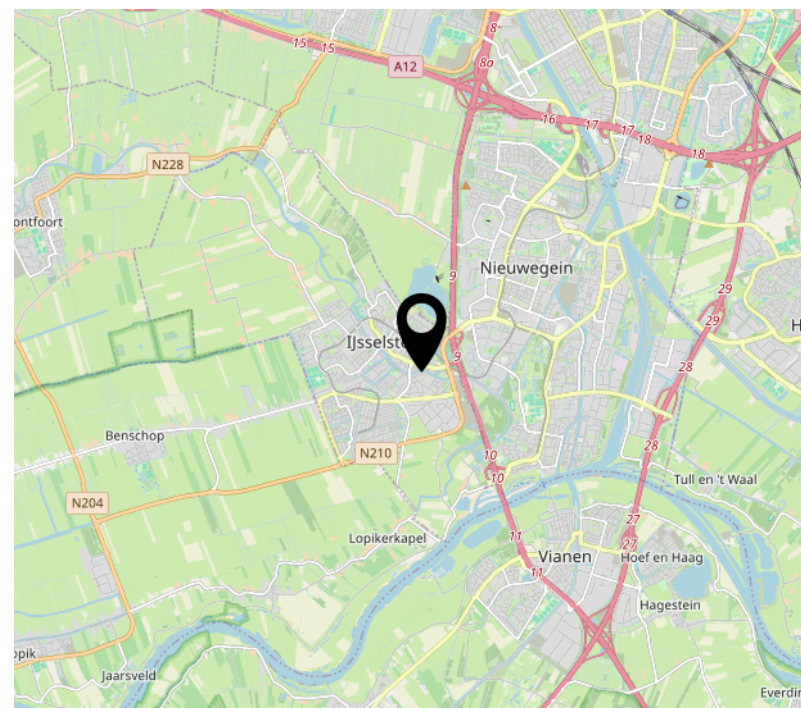 8
15
15
8a
A12
16
17
17
18
18
N228
ontfoort
Nieuwegein
9
29
29
H
IJsselste
9
28
Benschop
28
N210
10
10
Tull en 't Waal
N204
27
11
27
Lopikerkapel
Vianen
Hoef en Haag
11
Hagestein
opik
Jaarsveld
Everdin